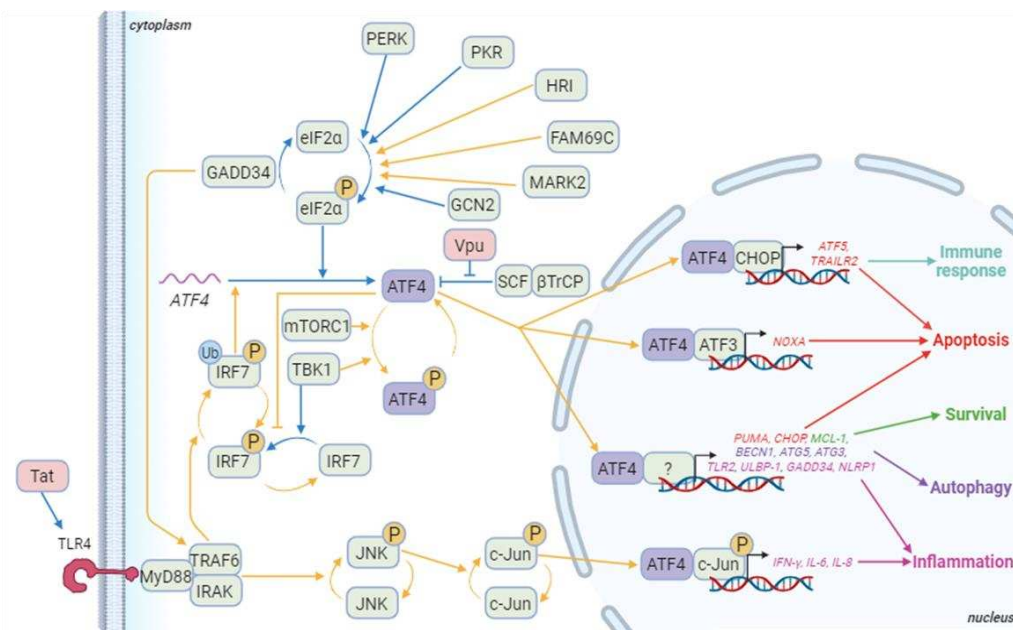 cytoplasm
PERK
PKR
HRI
FAM69C
MARK2
GCN2
eIF2α
GADD34
P
eIF2α
Vpu
SCF
βTrCP
ATF4
ATF4
mTORC1
TBK1
P
ATF4
Ub
P
IRF7
P
IRF7
IRF7
Tat
TLR4
MyD88
TRAF6
IRAK
P
JNK
JNK
P
c-Jun
c-Jun
ATF4
CHOP
ATF5,
TRAILR2
Immune
response
ATF4
ATF3
NOXA
Apoptosis
Survival
PUMA, CHOP, MCL-1,
BECN1, ATG5, ATG3,
TLR2, ULBP-1, GADD34, NLRP1
ATF4
?
Autophagy
P
ATF4
c-Jun
IFN-γ, IL-6, IL-8
Inflammation
nucleus